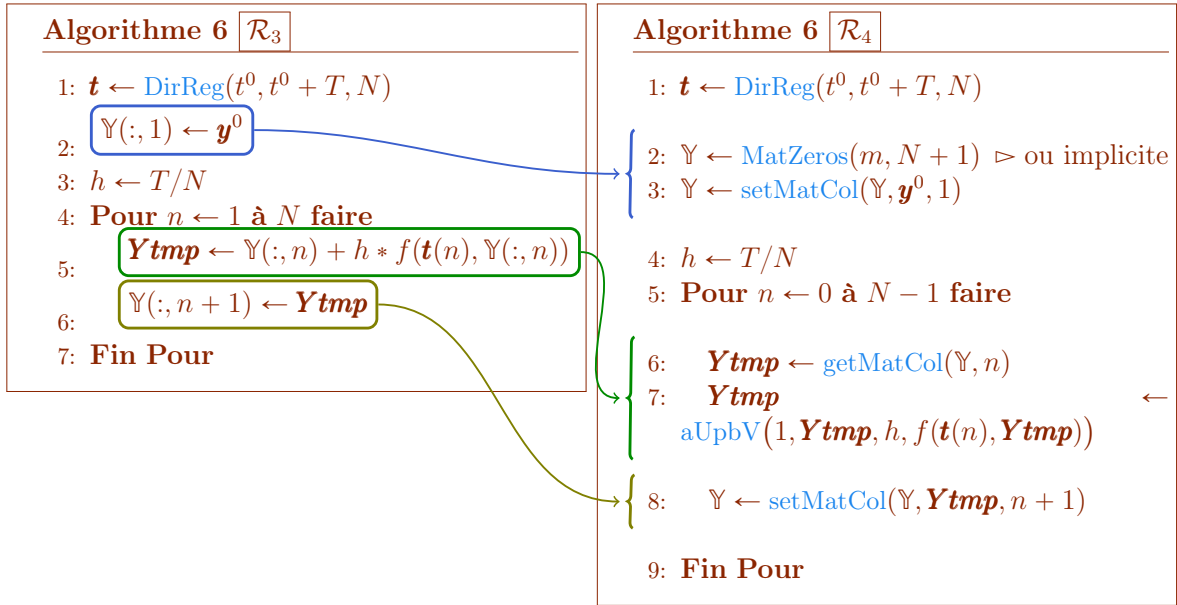 Algorithme 6 R₃
1: t ← DirReg(t⁰, t⁰ + T, N)
2: 𝕐(:, 1) ← y⁰
3: h ← T/N
4: Pour n ← 1 à N faire
5: Ytmp ← 𝕐(:, n) + h ∗ f(t(n), 𝕐(:, n))
6: 𝕐(:, n + 1) ← Ytmp
7: Fin Pour
Algorithme 6 R₄
1: t ← DirReg(t⁰, t⁰ + T, N)
2: 𝕐 ← MatZeros(m, N + 1) ▷ ou implicite
3: 𝕐 ← setMatCol(𝕐, y⁰, 1)
4: h ← T/N
5: Pour n ← 0 à N − 1 faire
6: Ytmp ← getMatCol(𝕐, n)
7: Ytmp ←
aUpbV(1, Ytmp, h, f(t(n), Ytmp))
8: 𝕐 ← setMatCol(𝕐, Ytmp, n + 1)
9: Fin Pour